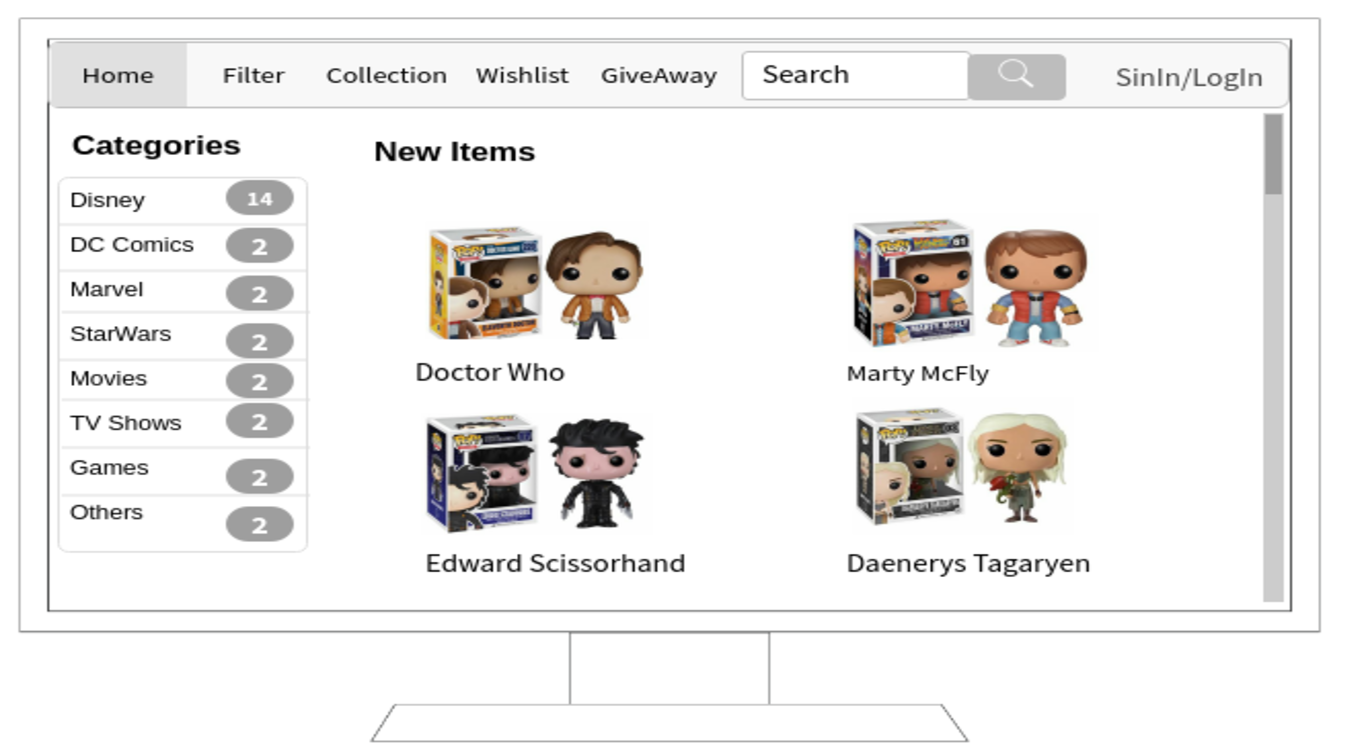 Home Filter Collection Wishlist GiveAway Search SinIn/LogIn
Categories
Disney 14
DC Comics 2
Marvel 2
StarWars 2
Movies 2
TV Shows 2
Games 2
Others 2
New Items
Doctor Who
Marty McFly
Edward Scissorhand
Daenerys Tagaryen